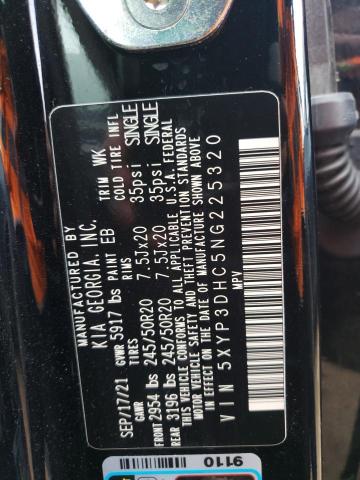 MANUFACTURED BY
KIA GEORGIA, INC.
SEP/17/21 GVWR 5917 lbs PAINT EB TRIM WK
GAWR TIRES RIMS COLD TIRE INFL
FRONT 2954 lbs 245/50R20 7.5Jx20 35psi SINGLE
REAR 3196 lbs 245/50R20 7.5Jx20 35psi SINGLE
THIS VEHICLE CONFORMS TO ALL APPLICABLE U.S.A. FEDERAL
MOTOR VEHICLE SAFETY AND THEFT PREVENTION STANDARDS
IN EFFECT ON THE DATE OF MANUFACTURE SHOWN ABOVE.
VIN 5XYP3DHC5NG225320
MPV
9110